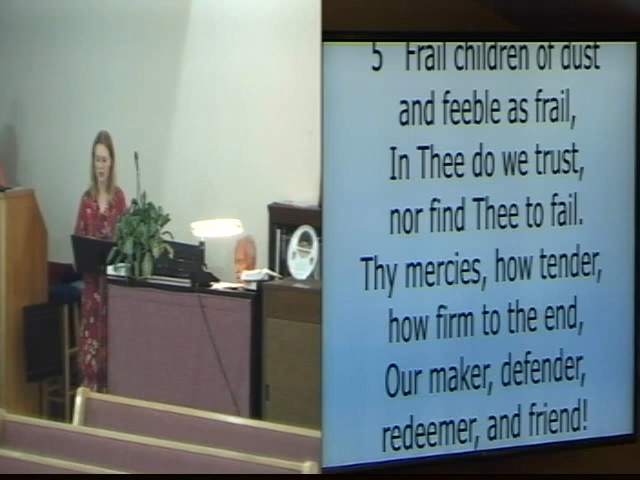 5 Frail children of dust
and feeble as frail,
In Thee do we trust,
nor find Thee to fail.
Thy mercies, how tender,
how firm to the end,
Our maker, defender,
redeemer, and friend!